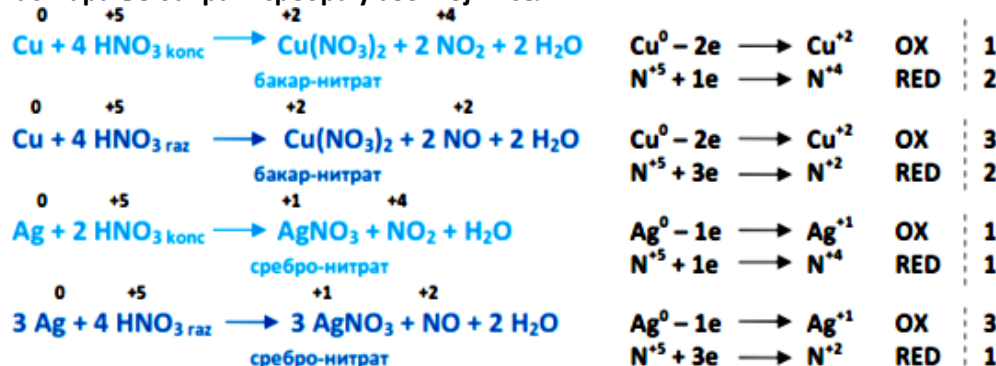 0 +5 +2 +4
Cu + 4 HNO₃ konc ⟶ Cu(NO₃)₂ + 2 NO₂ + 2 H₂O Cu⁰ – 2e ⟶ Cu⁺² OX 1
бакар-нитрат N⁺⁵ + 1e ⟶ N⁺⁴ RED 2
0 +5 +2 +2
Cu + 4 HNO₃ raz ⟶ Cu(NO₃)₂ + 2 NO + 2 H₂O Cu⁰ – 2e ⟶ Cu⁺² OX 3
бакар-нитрат N⁺⁵ + 3e ⟶ N⁺² RED 2
0 +5 +1 +4
Ag + 2 HNO₃ konc ⟶ AgNO₃ + NO₂ + H₂O Ag⁰ – 1e ⟶ Ag⁺¹ OX 1
сребро-нитрат N⁺⁵ + 1e ⟶ N⁺⁴ RED 1
0 +5 +1 +2
3 Ag + 4 HNO₃ raz ⟶ 3 AgNO₃ + NO + 2 H₂O Ag⁰ – 1e ⟶ Ag⁺¹ OX 3
сребро-нитрат N⁺⁵ + 3e ⟶ N⁺² RED 1